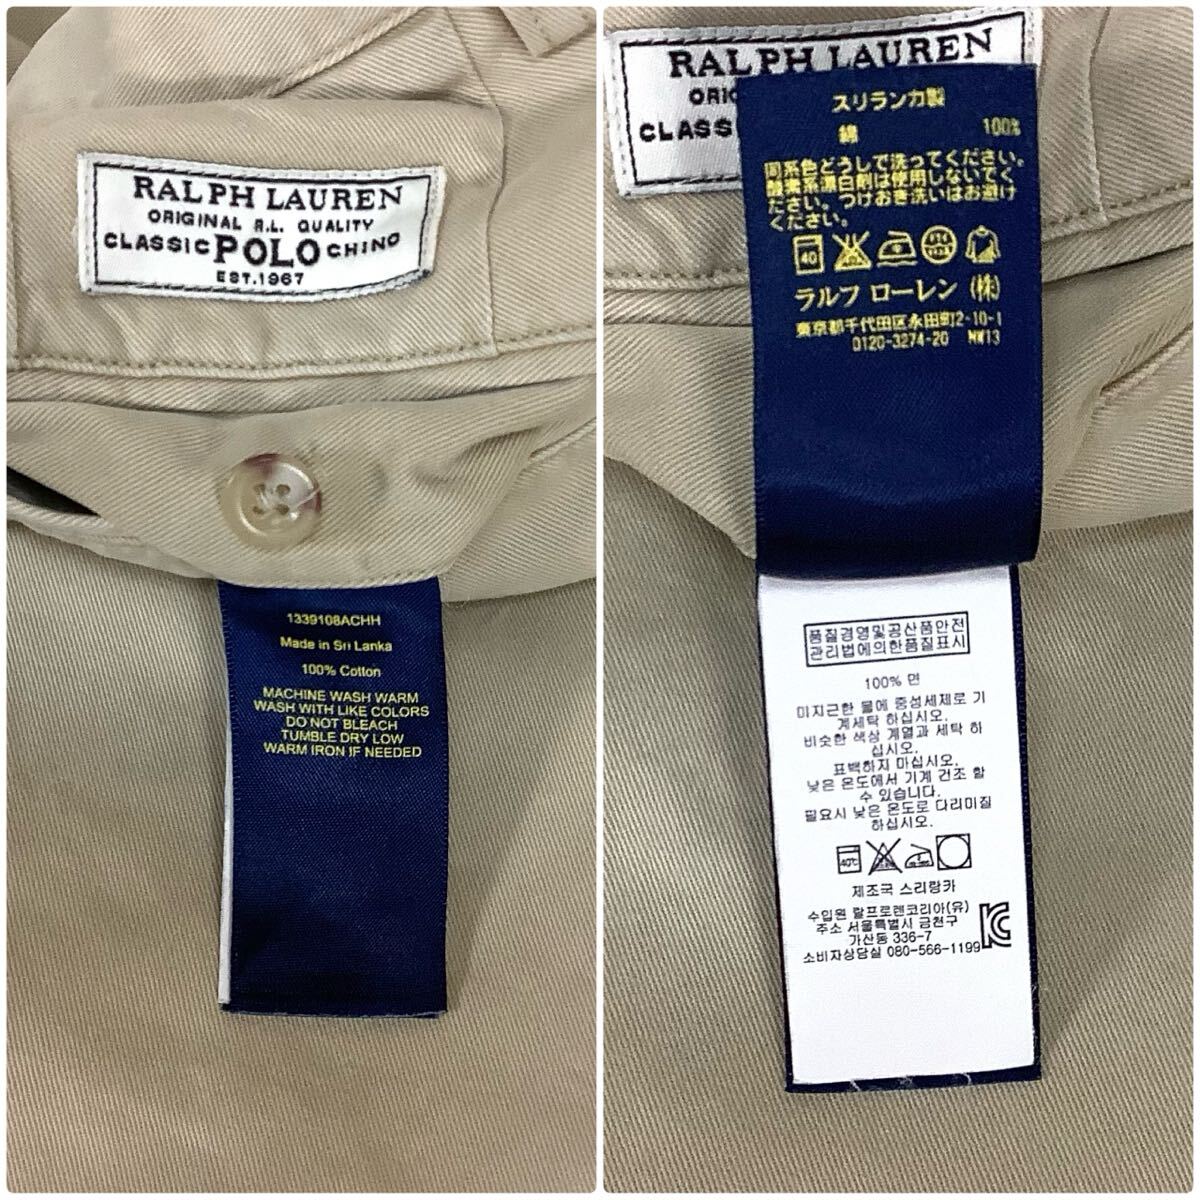 RALPH LAUREN
ORIGINAL R.L. QUALITY
CLASSIC POLO CHINO
EST.1967
1339108ACHH
Made in Sri Lanka
100% Cotton
MACHINE WASH WARM
WASH WITH LIKE COLORS
DO NOT BLEACH
TUMBLE DRY LOW
WARM IRON IF NEEDED
RALPH LAUREN
CLASS
スリランカ製
綿 100%
同系色どうしで洗ってください。
酸素系漂白剤は使用しないでく
ださい。つけおき洗いはお避け
ください。
40
ラルフ ローレン (株)
東京都千代田区永田町2-10-1
0120-3274-20 NW13
품질경영및공산품안전
관리법에의한품질표시
100% 면
미지근한 물에 중성세제로 기
계세탁 하십시오.
비슷한 색상 계열과 세탁 하
십시오.
표백하지 마십시오.
낮은 온도에서 기계 건조 할
수 있습니다.
필요시 낮은 온도로 다리미질
하십시오.
40℃
제조국 스리랑카
수입원 랄프로렌코리아(유)
주소 서울특별시 금천구
가산동 336-7
소비자상담실 080-566-1199